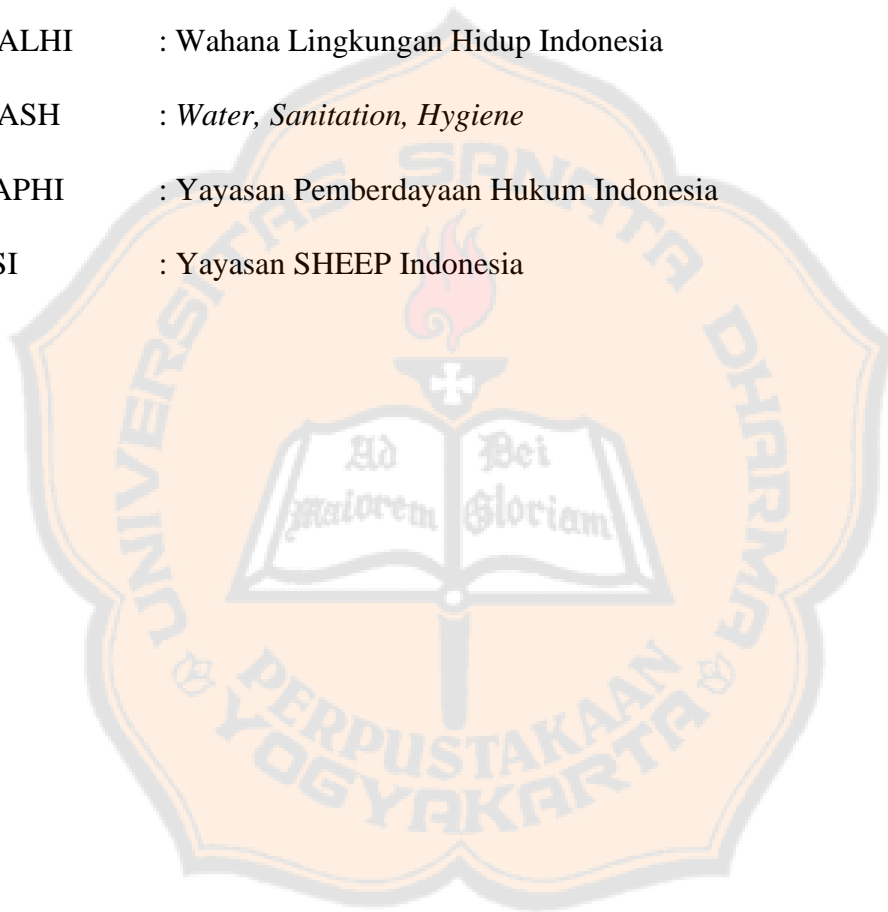 ALHI : Wahana Lingkungan Hidup Indonesia
ASH : Water, Sanitation, Hygiene
APHI : Yayasan Pemberdayaan Hukum Indonesia
SI : Yayasan SHEEP Indonesia
UNIVERSITAS SANATA DHARMA
Ad Dei
Maiorem Gloriam
PERPUSTAKAAN
YOGYAKARTA